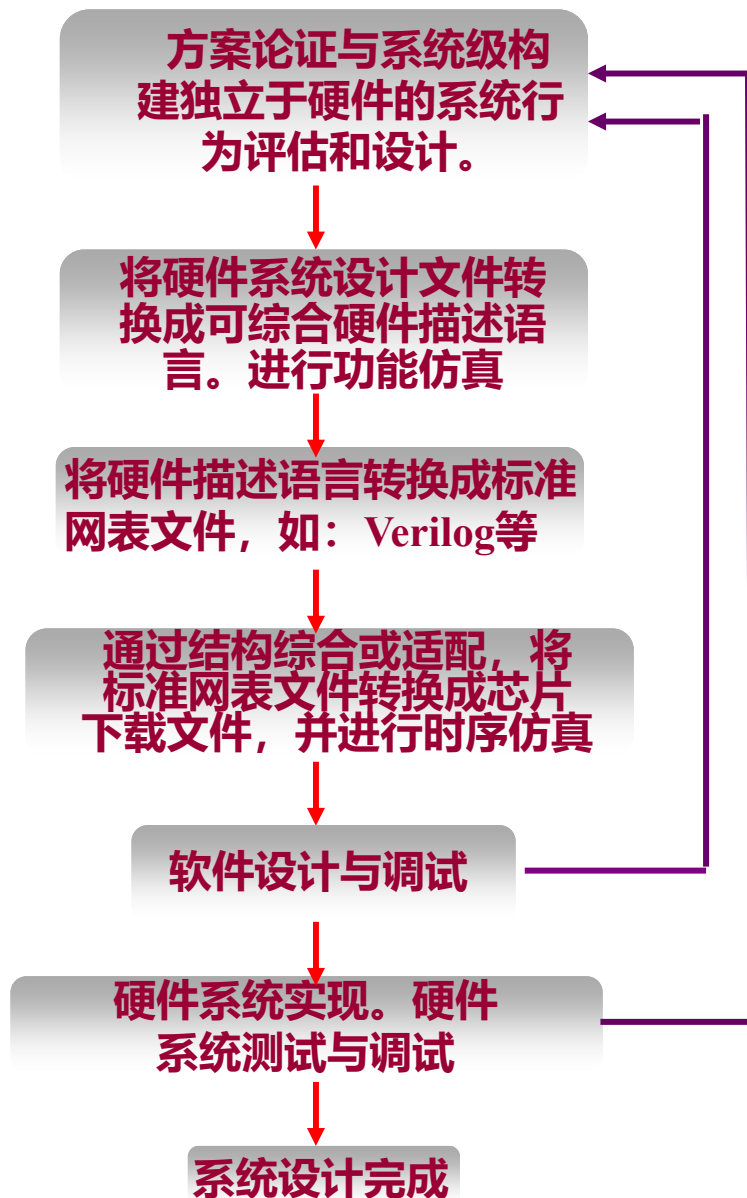 方案论证与系统级构
建独立于硬件的系统行
为评估和设计。
将硬件系统设计文件转
换成可综合硬件描述语
言。进行功能仿真
将硬件描述语言转换成标准
网表文件，如：Verilog等
通过结构综合或适配，将
标准网表文件转换成芯片
下载文件，并进行时序仿真
软件设计与调试
硬件系统实现。硬件
系统测试与调试
系统设计完成